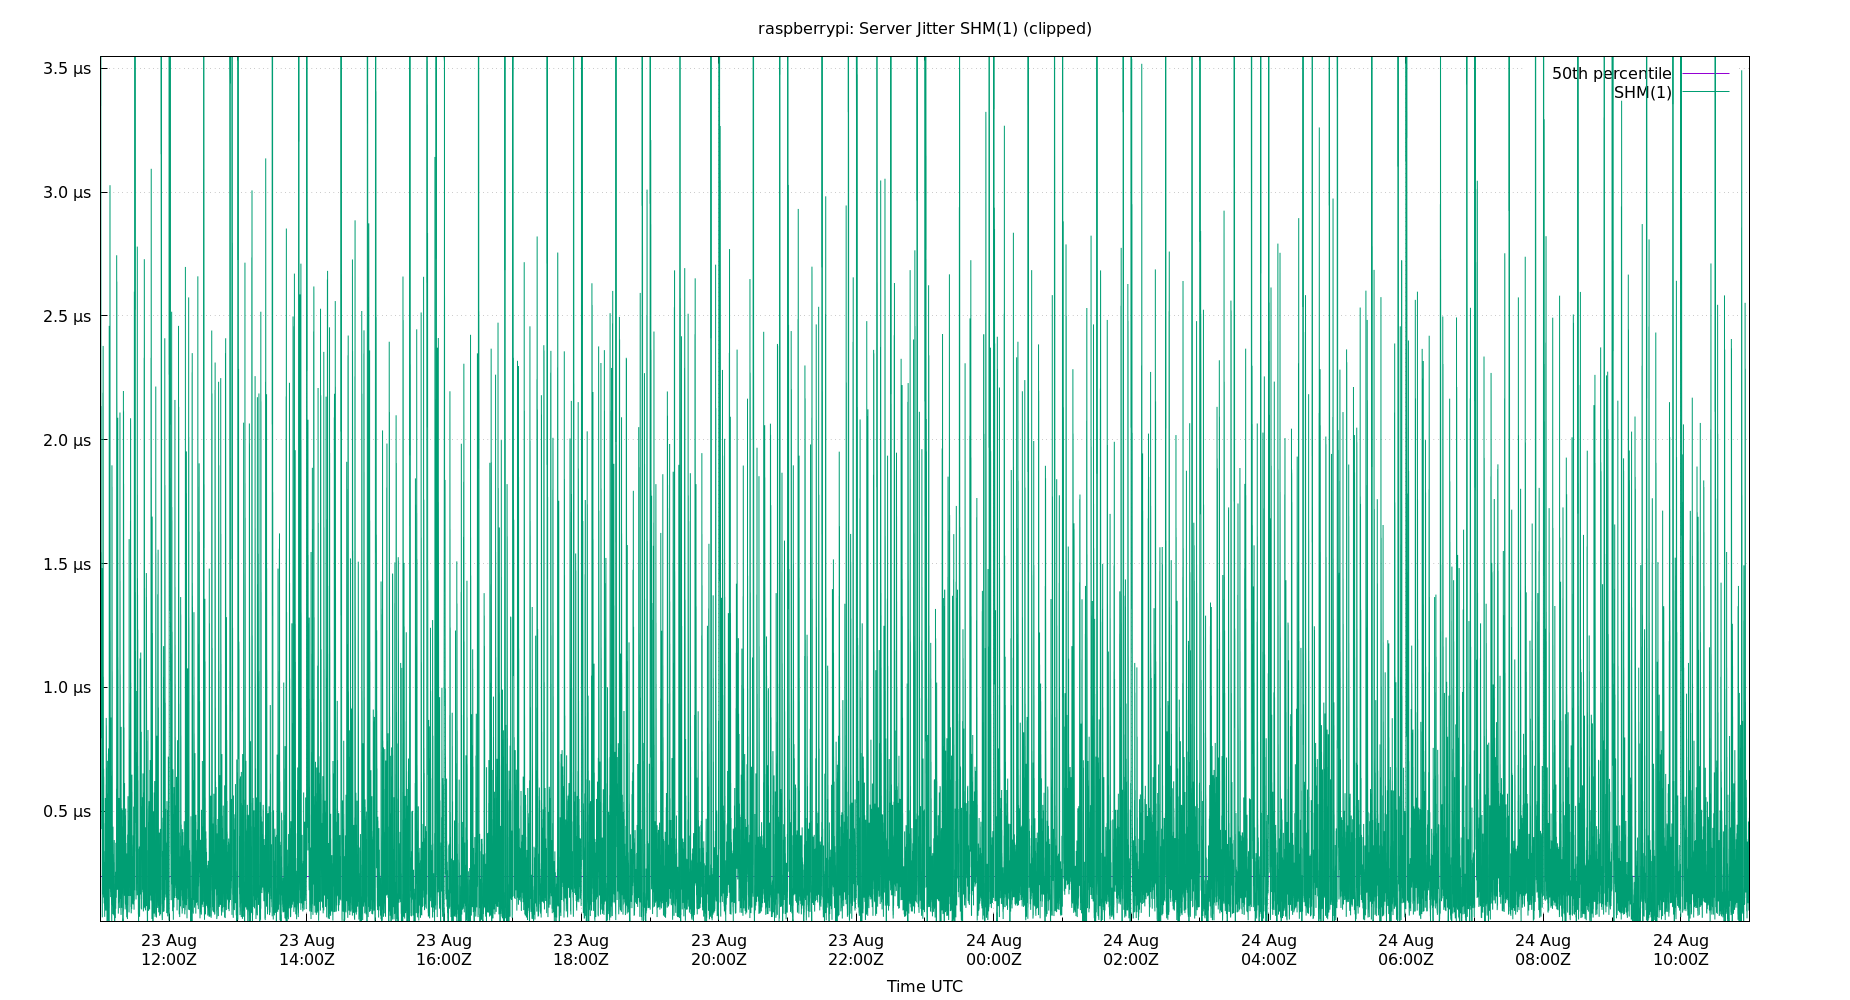 raspberrypi: Server Jitter SHM(1) (clipped)
3.5 µs
3.0 µs
2.5 µs
2.0 µs
1.5 µs
1.0 µs
0.5 µs
50th percentile
SHM(1)
23 Aug 23 Aug 23 Aug 23 Aug 23 Aug 23 Aug 24 Aug 24 Aug 24 Aug 24 Aug 24 Aug 24 Aug
12:00Z 14:00Z 16:00Z 18:00Z 20:00Z 22:00Z 00:00Z 02:00Z 04:00Z 06:00Z 08:00Z 10:00Z
Time UTC